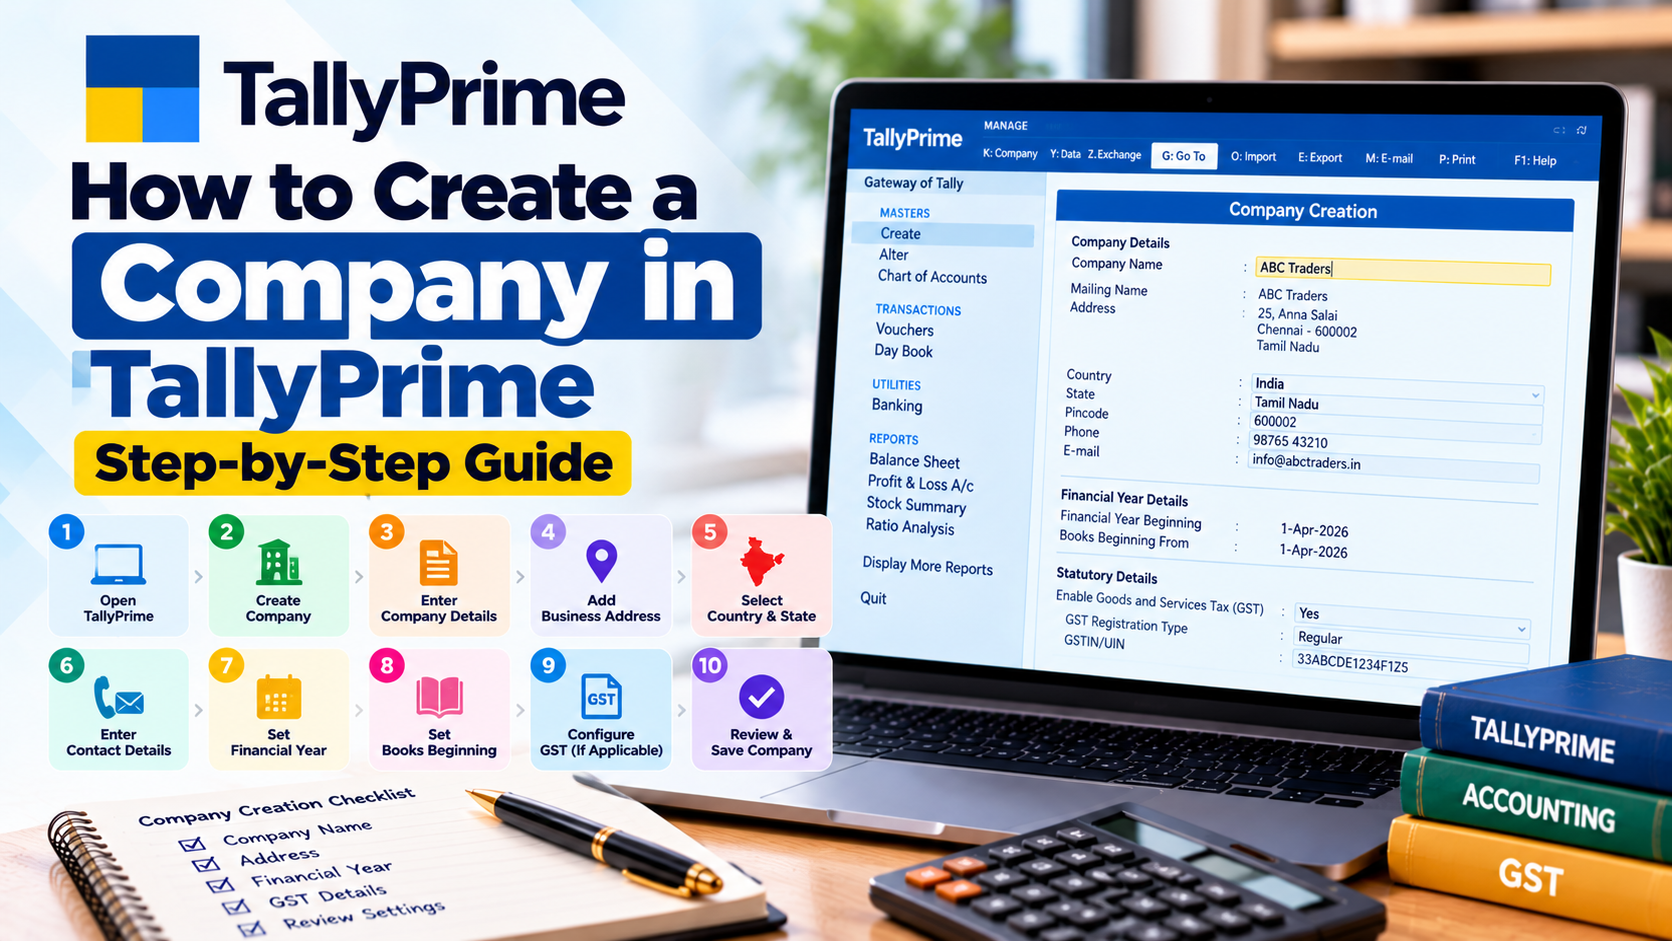 TallyPrime
How to Create a
Company in
TallyPrime
Step-by-Step Guide
1
Open
TallyPrime
2
Create
Company
3
Enter
Company Details
4
Add
Business Address
5
Select
Country & State
6
Enter
Contact Details
7
Set
Financial Year
8
Set
Books Beginning
9
GST
Configure
GST (If Applicable)
10
Review &
Save Company
Company Creation Checklist
Company Name
Address
Financial Year
GST Details
Review Settings
TallyPrime
MANAGE
K: Company
Y: Data
Z. Exchange
G: Go To
O: Import
E: Export
M: E-mail
P: Print
F1: Help
Gateway of Tally
MASTERS
Create
Alter
Chart of Accounts
TRANSACTIONS
Vouchers
Day Book
UTILITIES
Banking
REPORTS
Balance Sheet
Profit & Loss A/c
Stock Summary
Ratio Analysis
Display More Reports
Quit
Company Creation
Company Details
Company Name : ABC Traders
Mailing Name : ABC Traders
Address : 25, Anna Salai
Chennai - 600002
Tamil Nadu
Country : India
State : Tamil Nadu
Pincode : 600002
Phone : 98765 43210
E-mail : info@abctraders.in
Financial Year Details
Financial Year Beginning : 1-Apr-2026
Books Beginning From : 1-Apr-2026
Statutory Details
Enable Goods and Services Tax (GST) : Yes
GST Registration Type : Regular
GSTIN/UIN : 33ABCDE1234F1Z5
TALLYPRIME
ACCOUNTING
GST